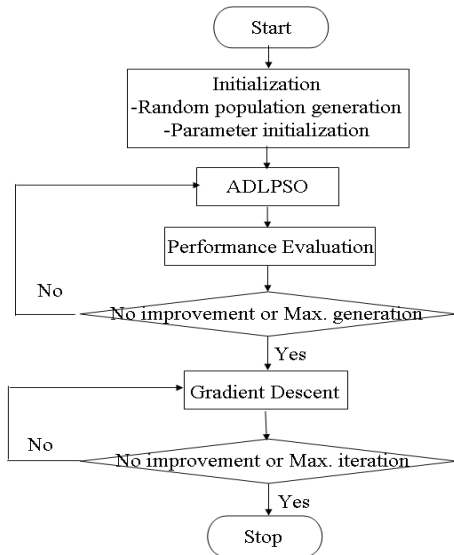 Start
Initialization
-Random population generation
-Parameter initialization
ADLPSO
Performance Evaluation
No
No improvement or Max. generation
Yes
Gradient Descent
No
No improvement or Max. iteration
Yes
Stop